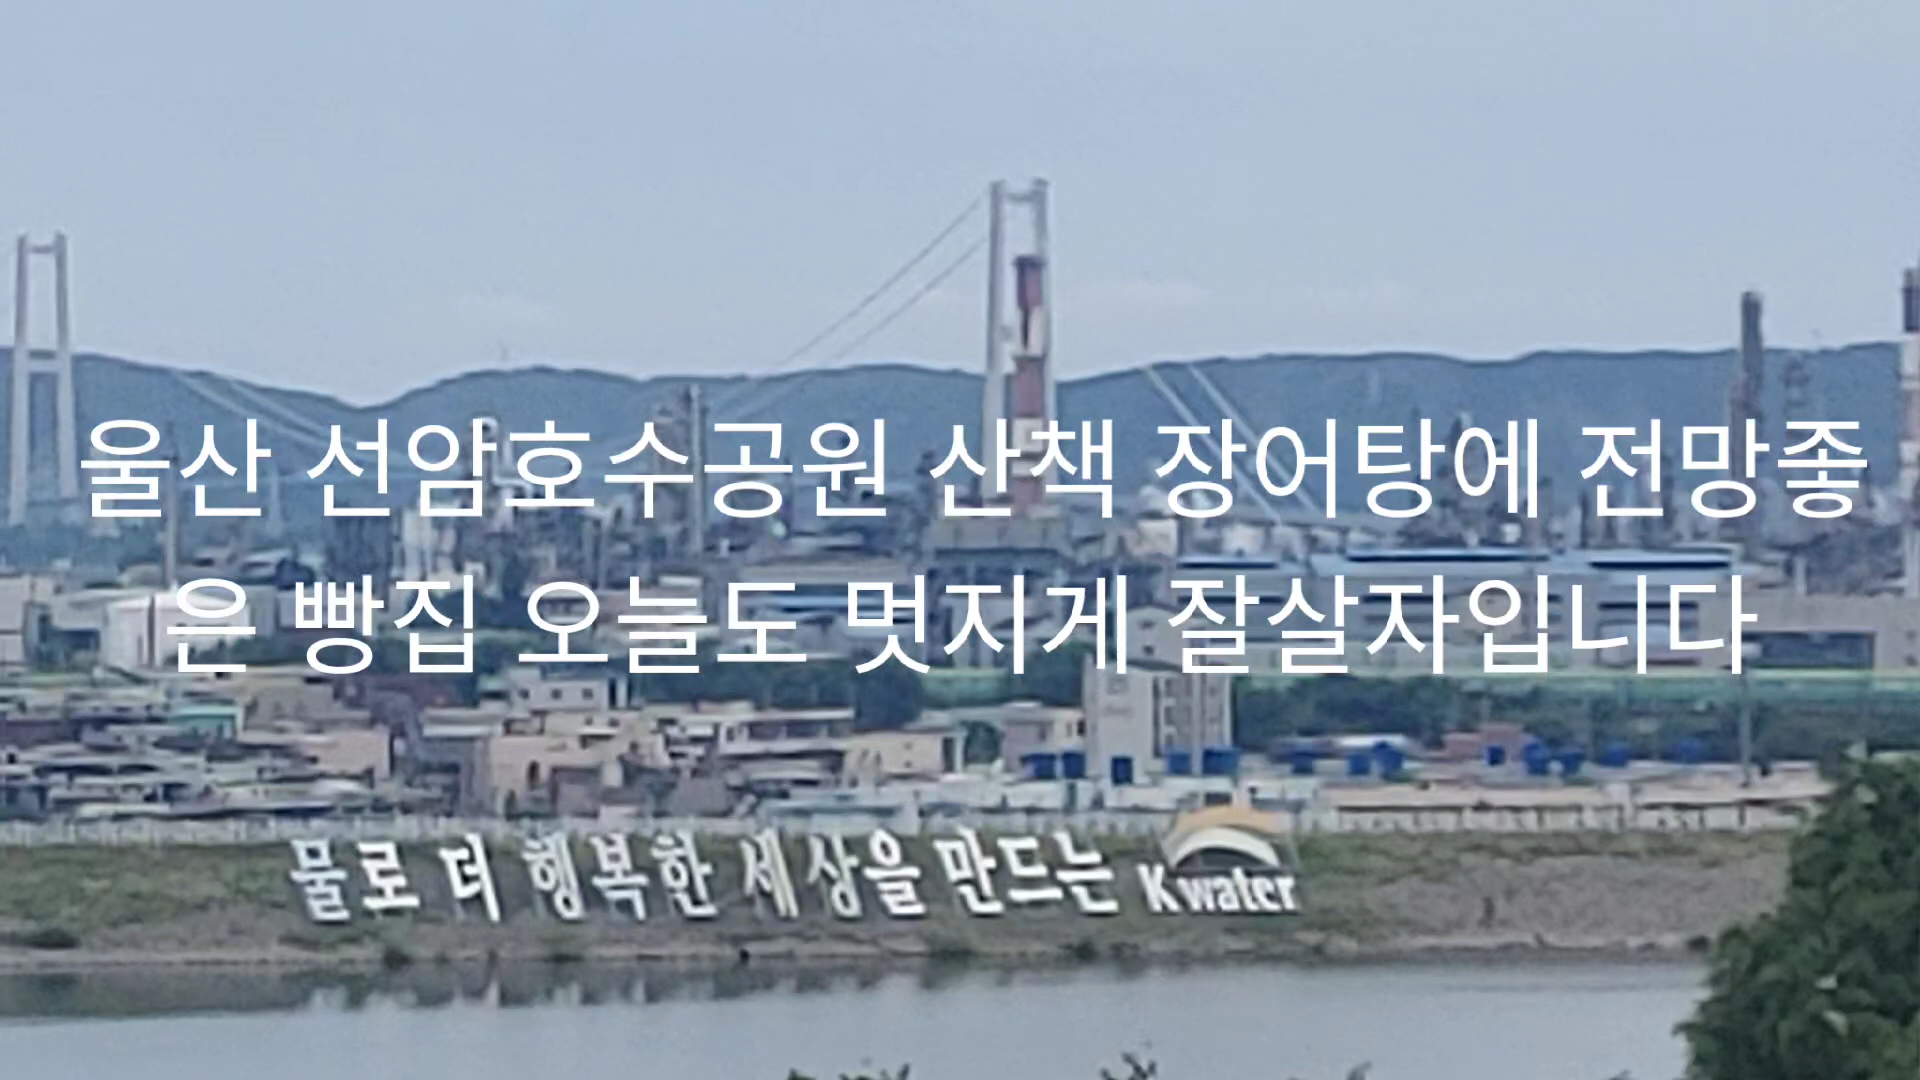 울산 선암호수공원 산책 장어탕에 전망좋
은 빵집 오늘도 멋지게 잘살자입니다
물로 더 행복한 세상을 만드는 K water